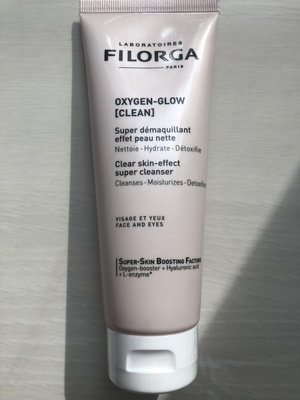 LABORATOIRES
FILORGA
PARIS
OXYGEN-GLOW
[CLEAN]
Super démaquillant
effet peau nette
Nettoie - Hydrate - Détoxifie
Clear skin-effect
super cleanser
Cleanses - Moisturizes - Detoxifies
VISAGE ET YEUX
FACE AND EYES
SUPER-SKIN BOOSTING FACTORS
Oxygen-booster + Hyaluronic acid
+ L-enzyme*